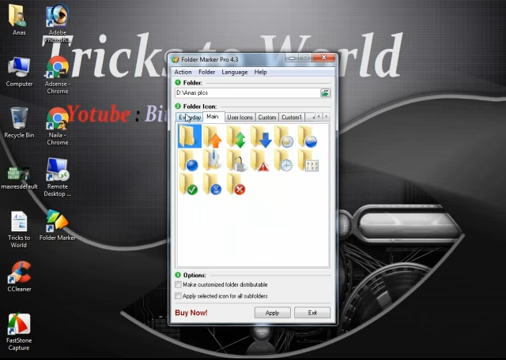 Tricks to World
Yotube : Bi
Anas
Adobe
Computer
Adsense -
Chrome
Recycle Bin
Naila -
Chrome
maxresdefault
Remote
Desktop ...
Tricks to
World
Folder Marker
CCleaner
FastStone
Capture
Folder Marker Pro 4.3
Action Folder Language Help
Folder:
D:\Anas pics
Folder Icon:
Everyday Main User Icons Custom Custom1
Options:
Make customized folder distributable
Apply selected icon for all subfolders
Buy Now!
Apply
Exit